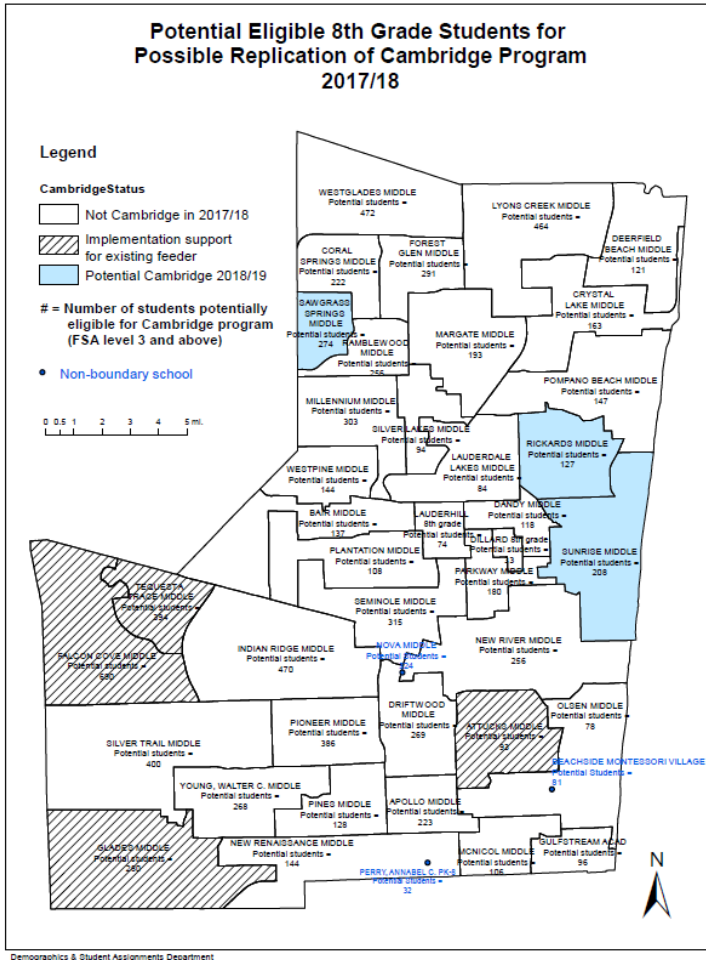 Potential Eligible 8th Grade Students for
Possible Replication of Cambridge Program
2017/18
Legend
CambridgeStatus
Not Cambridge in 2017/18
Implementation support
for existing feeder
Potential Cambridge 2018/19
# = Number of students potentially
eligible for Cambridge program
(FSA level 3 and above)
Non-boundary school
0 0.5 1 2 3 4 5 mi.
WESTGLADES MIDDLE
Potential students =
472
LYONS CREEK MIDDLE
Potential students =
464
DEERFIELD
BEACH MIDDLE
Potential students =
121
CORAL
SPRINGS MIDDLE
Potential students =
222
FOREST
GLEN MIDDLE
Potential students =
291
CRYSTAL
LAKE MIDDLE
Potential students =
163
SAWGRASS
SPRINGS
MIDDLE
Potential students =
274
RAMBLEWOOD
MIDDLE
Potential students =
256
MARGATE MIDDLE
Potential students =
193
POMPANO BEACH MIDDLE
Potential students =
147
MILLENNIUM MIDDLE
Potential students =
303
SILVER LAKES MIDDLE
Potential students =
94
LAUDERDALE
LAKES MIDDLE
Potential students =
84
RICKARDS MIDDLE
Potential students =
127
WESTPINE MIDDLE
Potential students =
144
BAIR MIDDLE
Potential students =
137
LAUDERHILL
8th grade
Potential students =
74
DANDY MIDDLE
Potential students =
118
DILLARD 8th grade
Potential students =
PLANTATION MIDDLE
Potential students =
108
PARKWAY MIDDLE
Potential students =
180
SUNRISE MIDDLE
Potential students =
208
TEQUESTA
TRACE MIDDLE
Potential students =
394
SEMINOLE MIDDLE
Potential students =
315
FALCON COVE MIDDLE
Potential students =
INDIAN RIDGE MIDDLE
Potential students =
470
NOVA MIDDLE
Potential Students =
NEW RIVER MIDDLE
Potential students =
256
DRIFTWOOD
MIDDLE
Potential students =
269
ATTUCKS MIDDLE
Potential students =
OLSEN MIDDLE
Potential students =
78
SILVER TRAIL MIDDLE
Potential students =
400
PIONEER MIDDLE
Potential students =
386
BEACHSIDE MONTESSORI VILLAGE
Potential Students =
81
YOUNG, WALTER C. MIDDLE
Potential students =
268
PINES MIDDLE
Potential students =
128
APOLLO MIDDLE
Potential students =
223
GLADES MIDDLE
Potential students =
NEW RENAISSANCE MIDDLE
Potential students =
144
PERRY, ANNABEL C. PK-8
Potential Students =
32
MCNICOL MIDDLE
Potential students =
106
GULFSTREAM ACAD
Potential students =
96
N
Demographics & Student Assignments Department